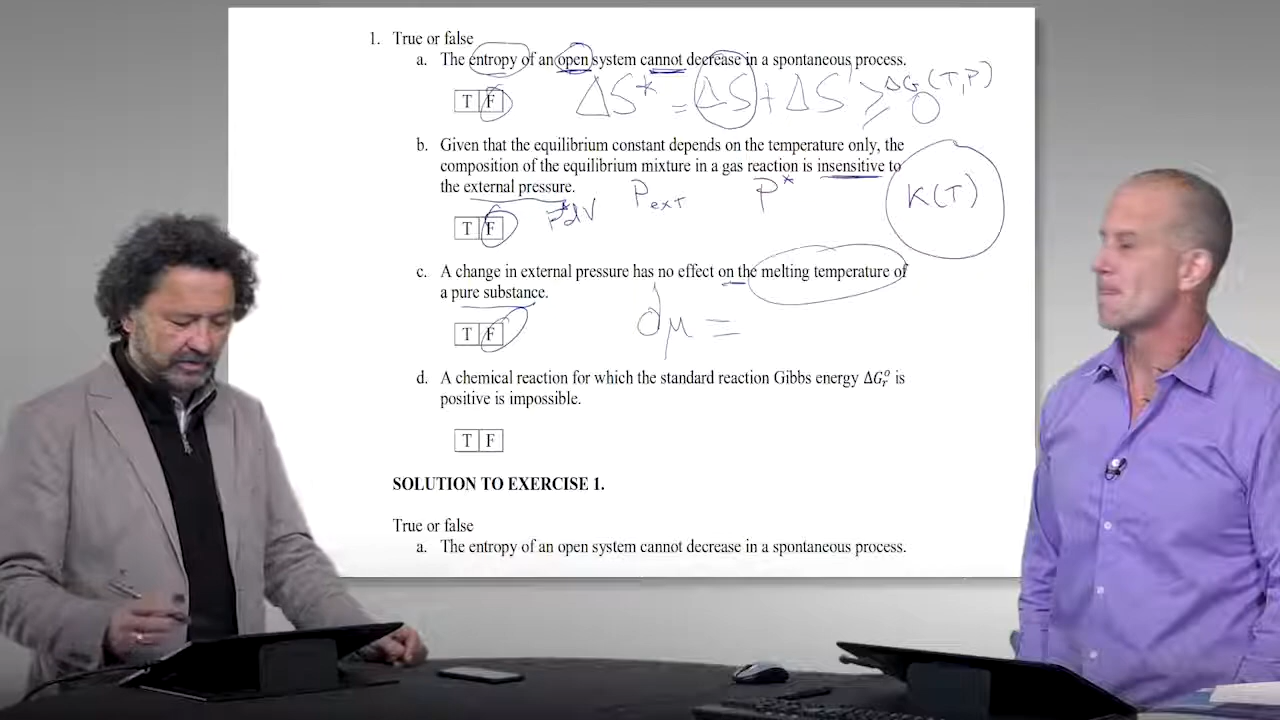 1. True or false
a. The entropy of an open system cannot decrease in a spontaneous process.
T F
ΔS* = ΔS + ΔS' ≥ 0
ΔG (T, P)
b. Given that the equilibrium constant depends on the temperature only, the
composition of the equilibrium mixture in a gas reaction is insensitive to
the external pressure.
K(T)
P EXT
P*
T F
dV
c. A change in external pressure has no effect on the melting temperature of
a pure substance.
T F
dμ =
d. A chemical reaction for which the standard reaction Gibbs energy ΔG°r is
positive is impossible.
T F
SOLUTION TO EXERCISE 1.
True or false
a. The entropy of an open system cannot decrease in a spontaneous process.